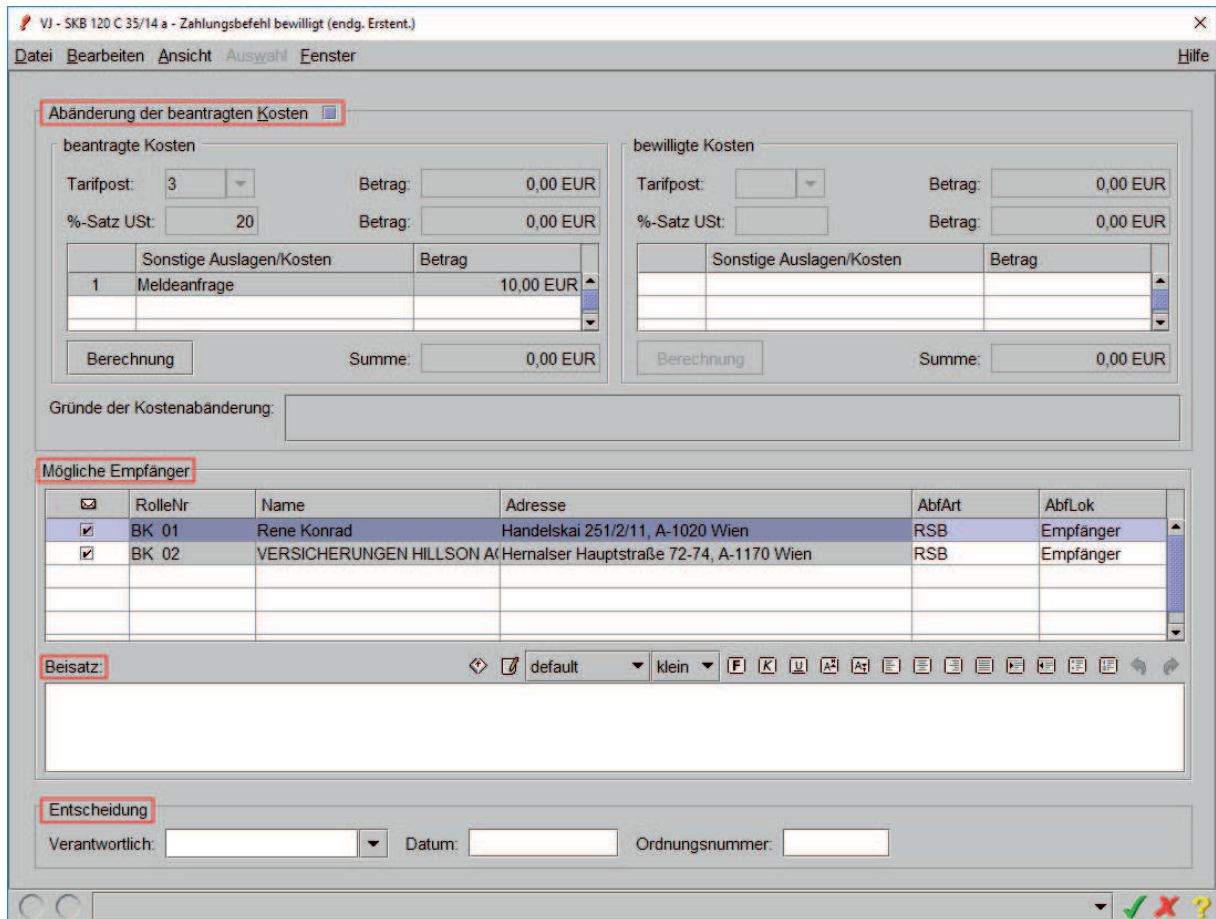 VJ - SKB 120 C 35/14 a - Zahlungsbefehl bewilligt (endg. Erstent.)
Datei Bearbeiten Ansicht Auswahl Fenster Hilfe
Abänderung der beantragten Kosten
beantragte Kosten bewilligte Kosten
Tarifpost: 3 Betrag: 0,00 EUR Tarifpost: Betrag: 0,00 EUR
%-Satz USt: 20 Betrag: 0,00 EUR %-Satz USt: Betrag: 0,00 EUR
Sonstige Auslagen/Kosten Betrag Sonstige Auslagen/Kosten Betrag
1 Meldeanfrage 10,00 EUR
Berechnung Summe: 0,00 EUR Berechnung Summe: 0,00 EUR
Gründe der Kostenabänderung:
Mögliche Empfänger
RolleNr Name Adresse AbfArt AbfLok
BK 01 Rene Konrad Handelskai 251/2/11, A-1020 Wien RSB Empfänger
BK 02 VERSICHERUNGEN HILLSON A Hernalser Hauptstraße 72-74, A-1170 Wien RSB Empfänger
Beisatz: default klein F K U
Entscheidung
Verantwortlich: Datum: Ordnungsnummer: